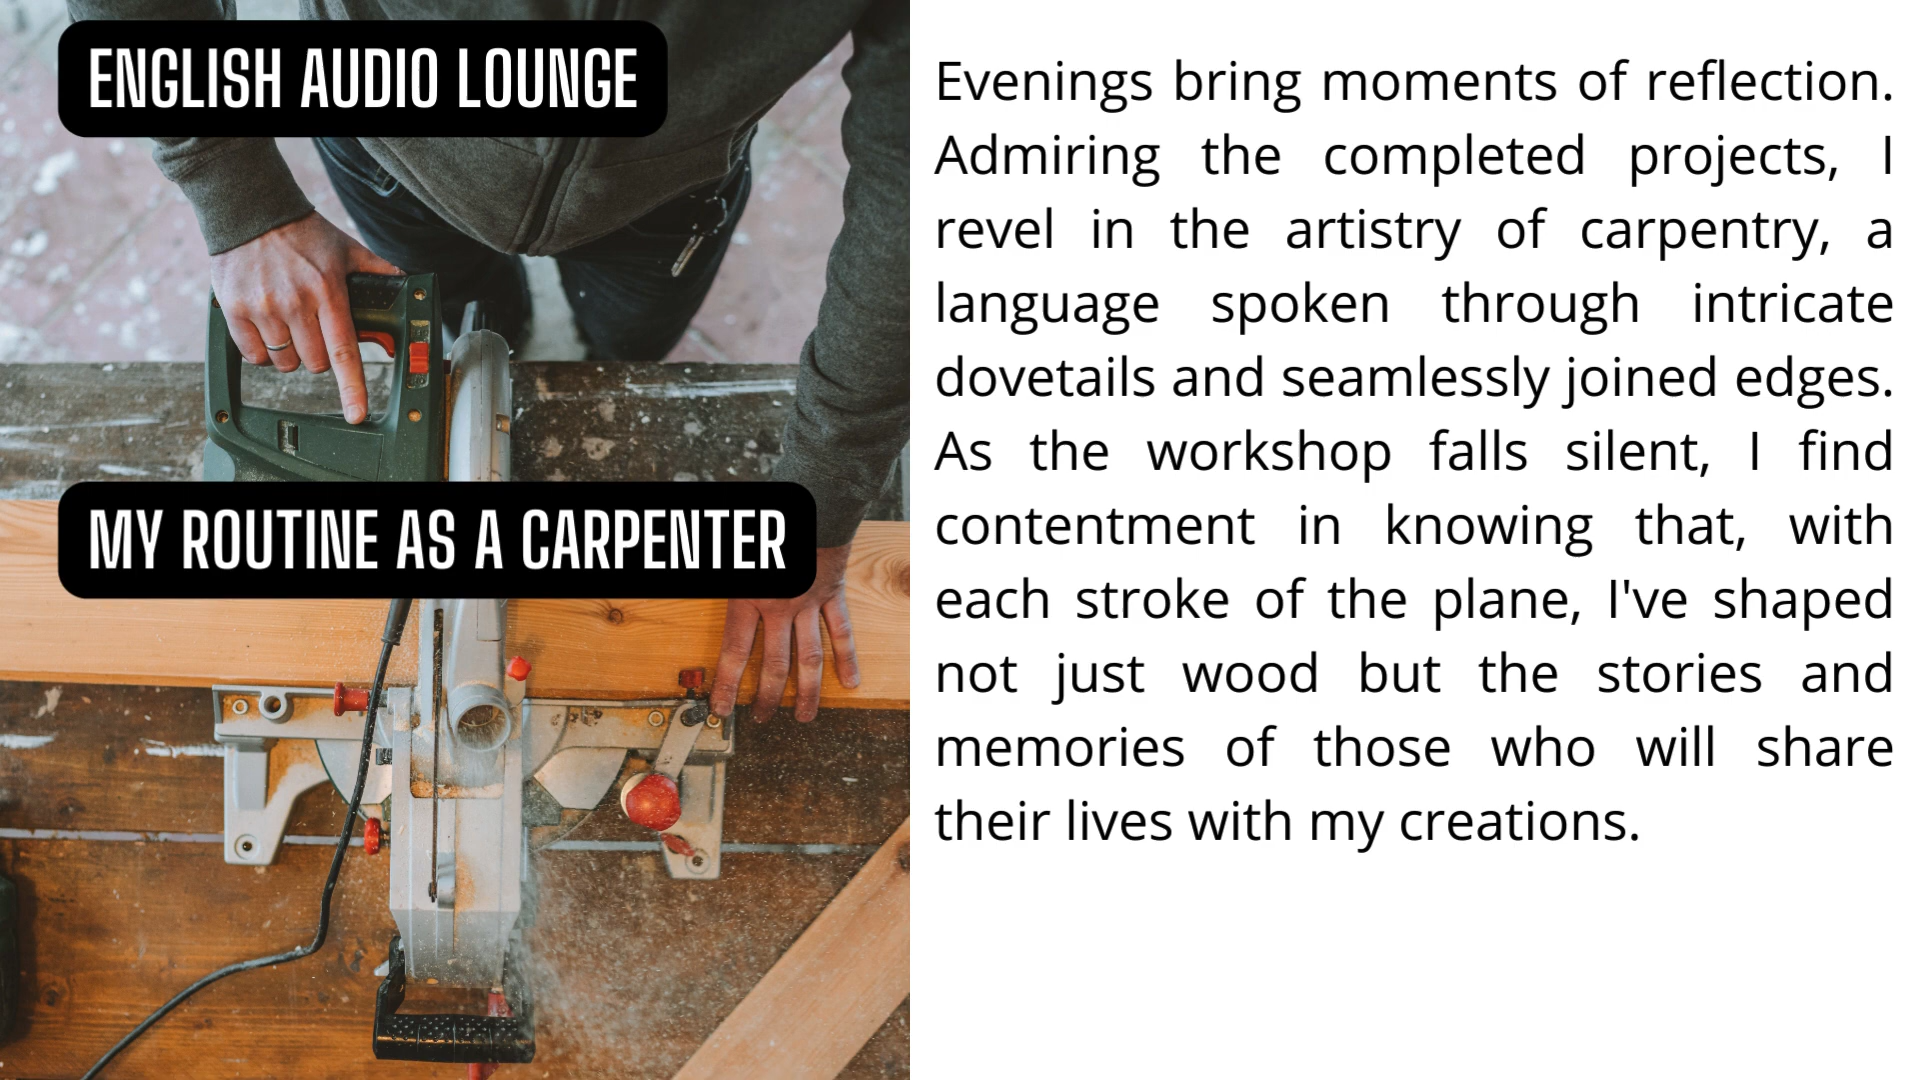 ENGLISH AUDIO LOUNGE
MY ROUTINE AS A CARPENTER
Evenings bring moments of reflection.
Admiring the completed projects, I
revel in the artistry of carpentry, a
language spoken through intricate
dovetails and seamlessly joined edges.
As the workshop falls silent, I find
contentment in knowing that, with
each stroke of the plane, I've shaped
not just wood but the stories and
memories of those who will share
their lives with my creations.